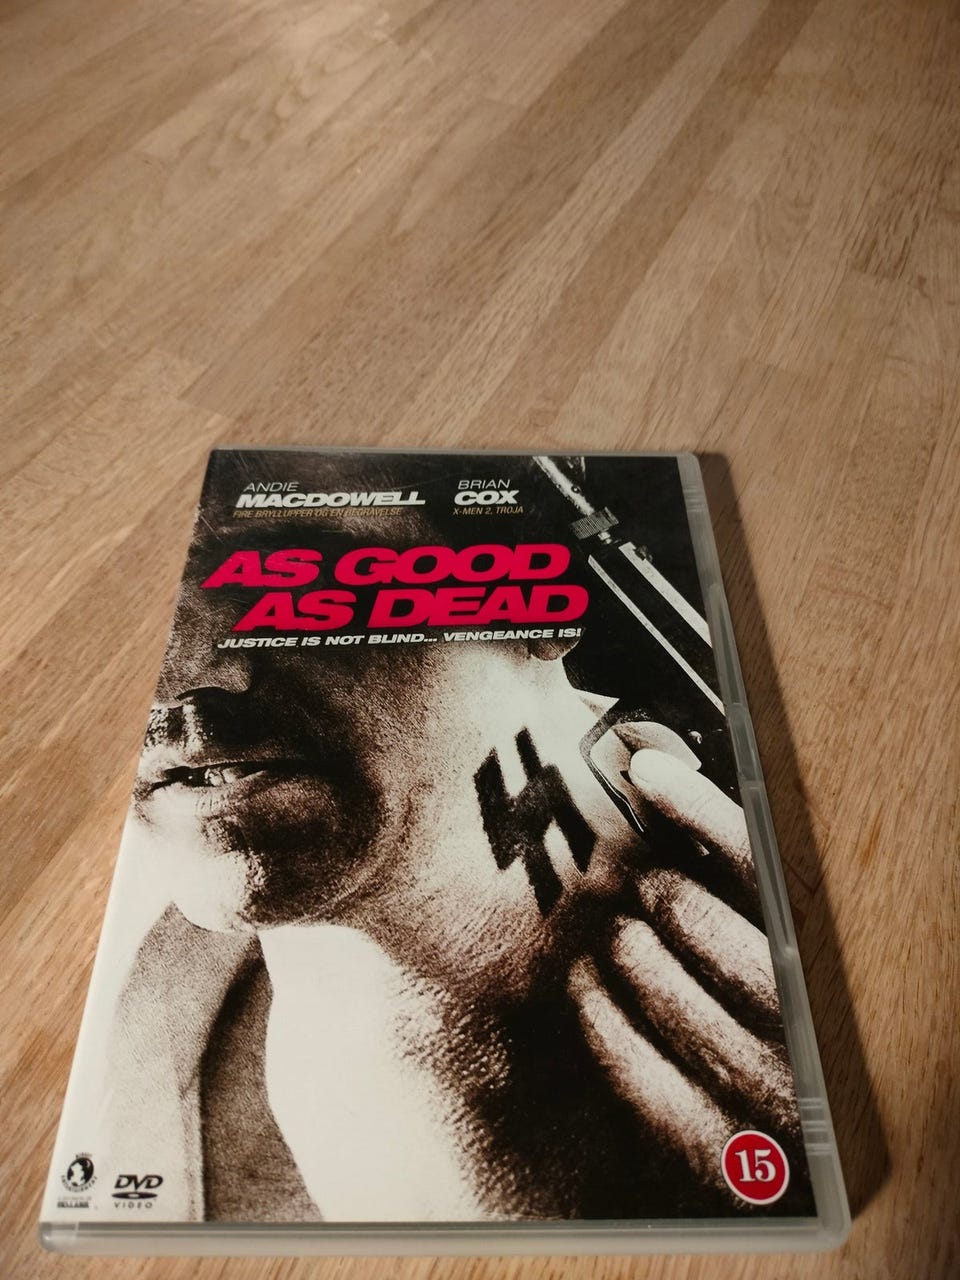 ANDIE
MACDOWELL
FIRE BRYLLUPPER OG EN BEGRAVELSE
BRIAN
COX
X-MEN 2, TROJA
AS GOOD
AS DEAD
JUSTICE IS NOT BLIND... VENGEANCE IS!
DVD
VIDEO
15